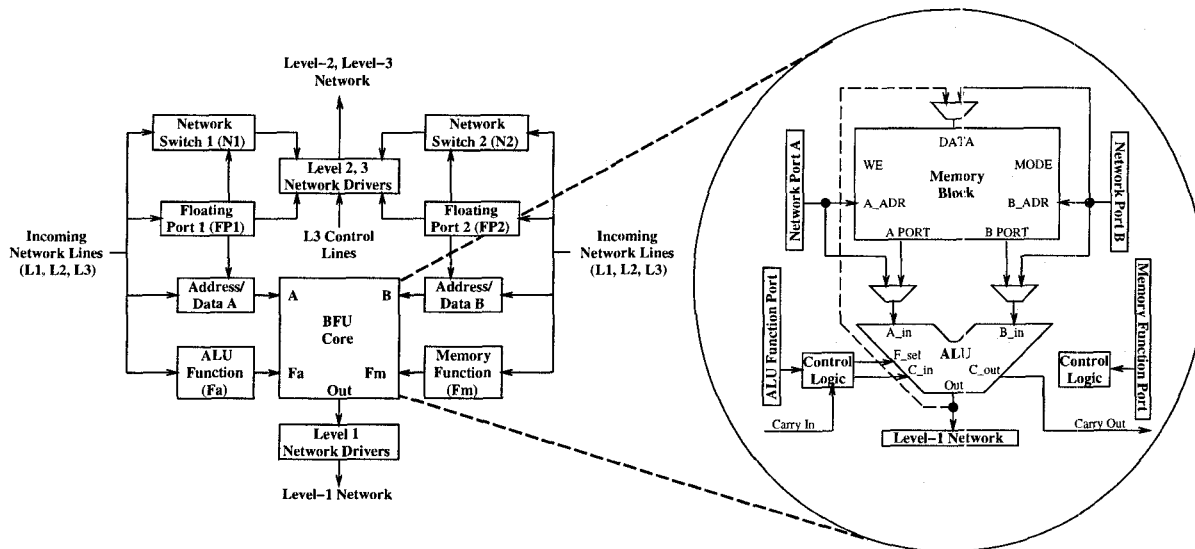 Level-2, Level-3
Network
Network
Switch 1 (N1)
Network
Switch 2 (N2)
Level 2, 3
Network Drivers
Floating
Port 1 (FP1)
Floating
Port 2 (FP2)
Incoming
Network Lines
(L1, L2, L3)
L3 Control
Lines
Incoming
Network Lines
(L1, L2, L3)
Address/
Data A
A
B
Address/
Data B
BFU
Core
ALU
Function
(Fa)
Fa
Fm
Memory
Function
(Fm)
Out
Level 1
Network Drivers
Level-1 Network
Network Port A
DATA
WE
MODE
Memory
Block
A_ADR
B_ADR
A PORT
B PORT
Network Port B
ALU Function Port
A_in
B_in
ALU
F_set
C_in
C_out
Out
Control
Logic
Control
Logic
Memory Function Port
Carry In
Level-1 Network
Carry Out